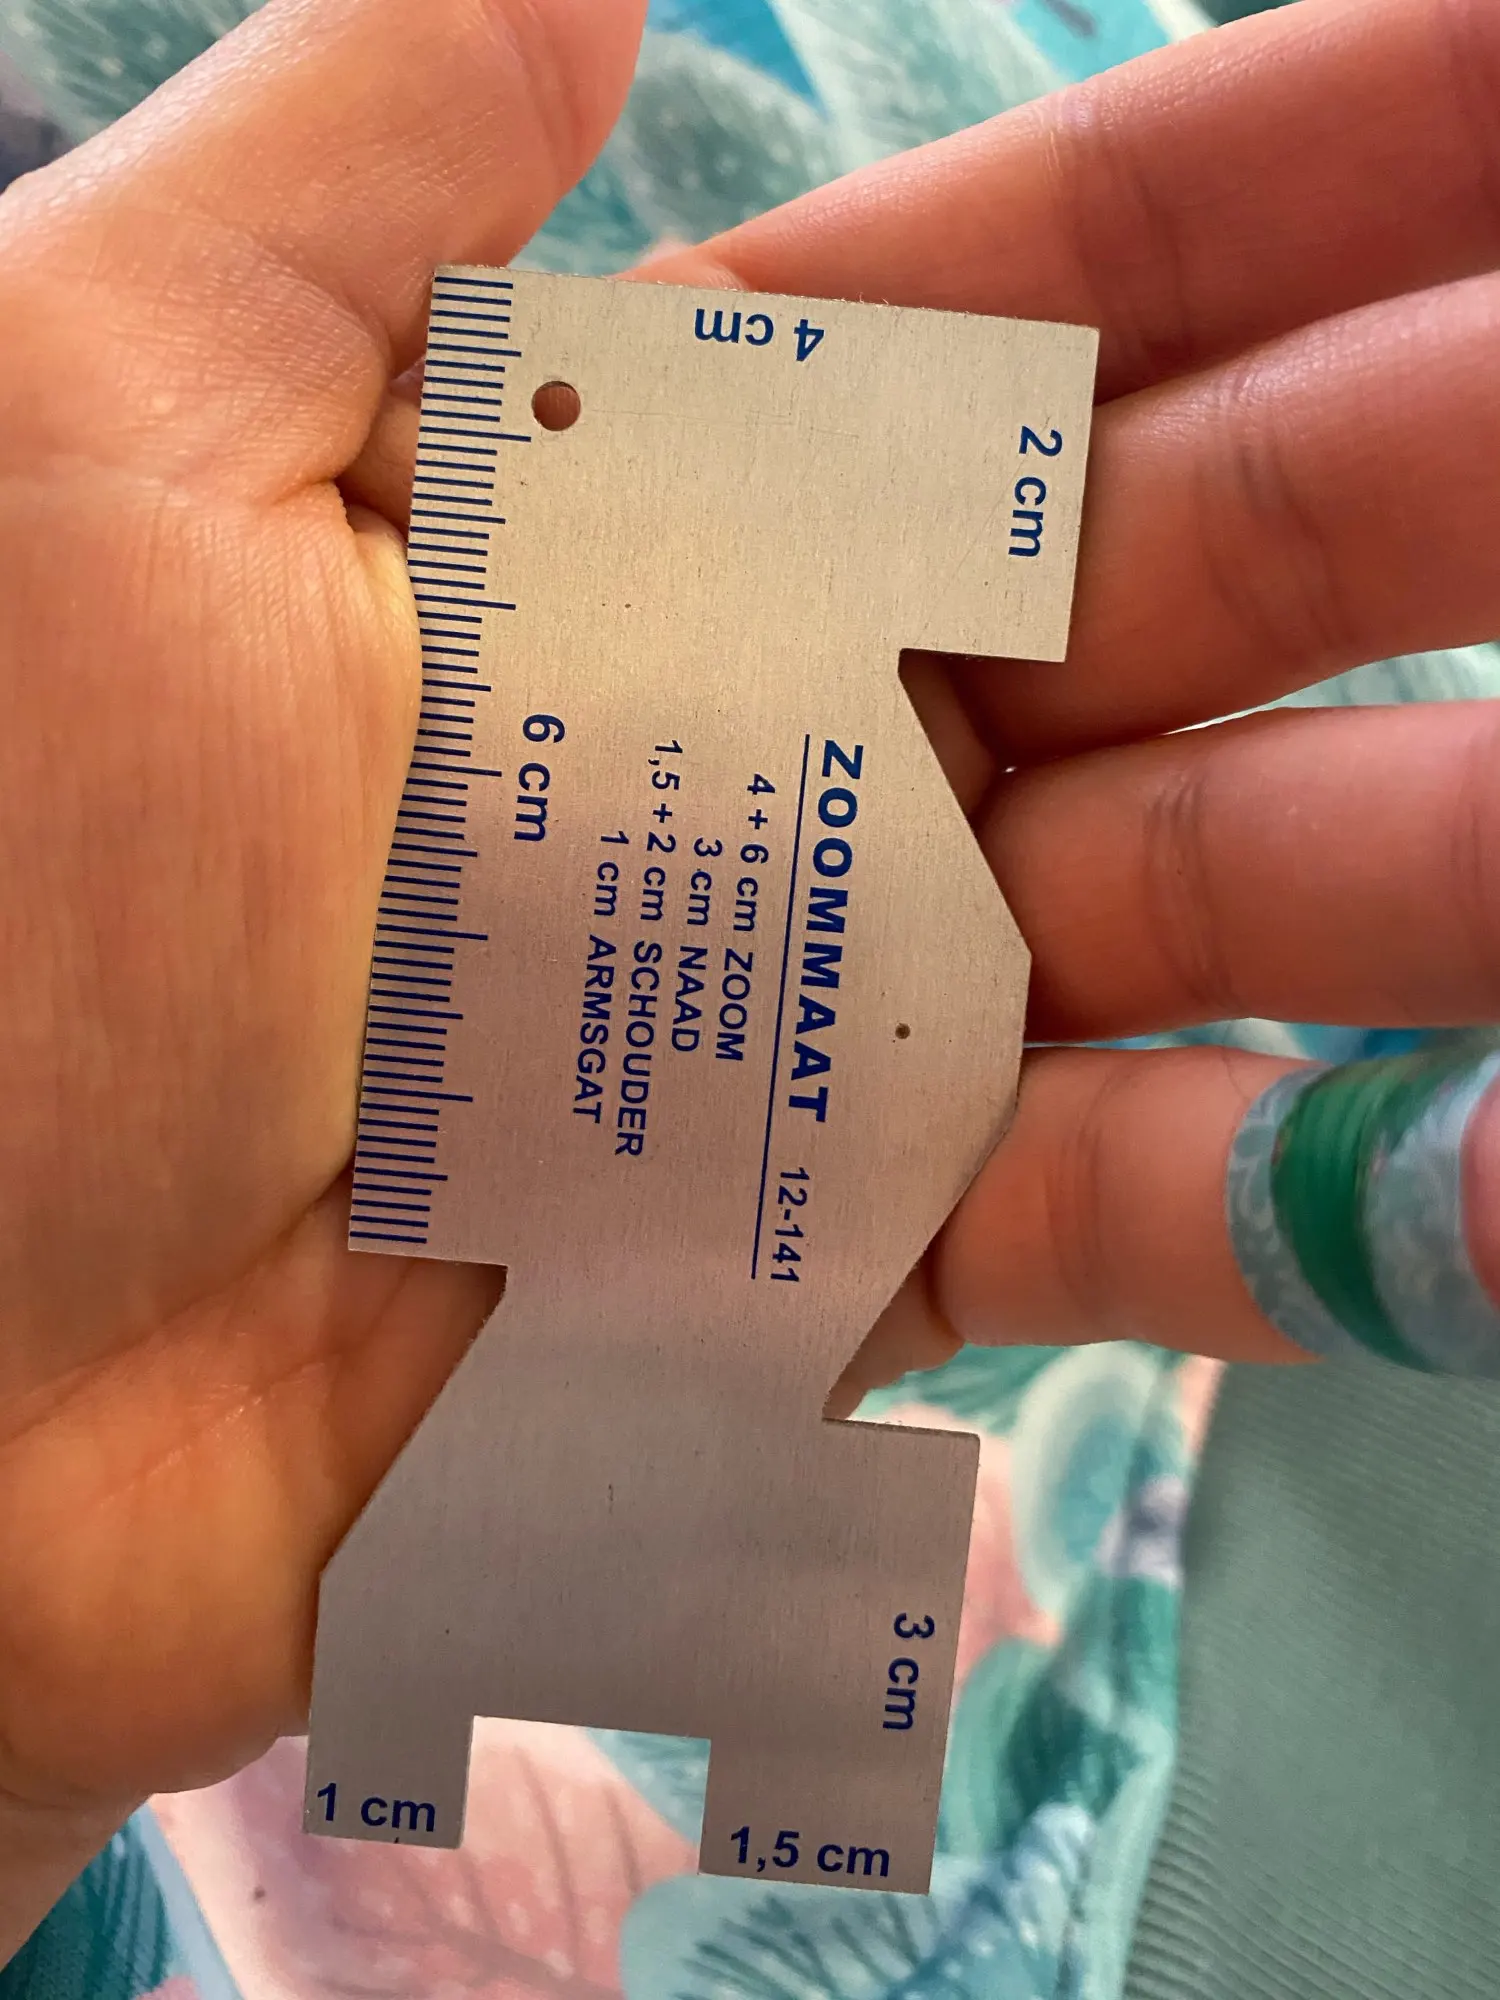 4 cm
2 cm
ZOOMMAAT 12-141
4 + 6 cm ZOOM
3 cm NAAD
1,5 + 2 cm SCHOUDER
1 cm ARMSGAT
6 cm
3 cm
1 cm
1,5 cm